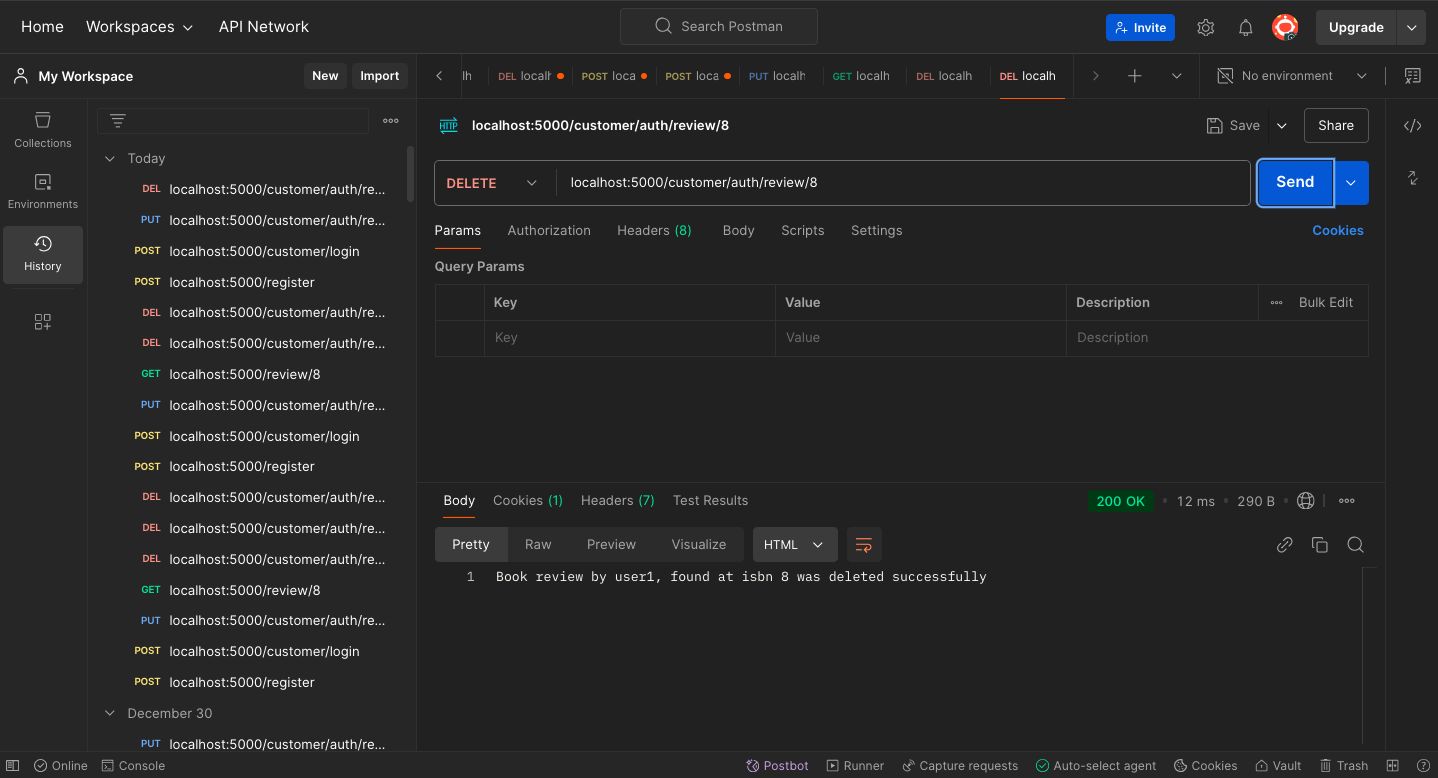 Home Workspaces API Network Search Postman Invite Upgrade
My Workspace New Import lh DEL localh POST loca POST loca PUT localh GET localh DEL localh DEL localh No environment
Collections
Environments
History
Today
DEL localhost:5000/customer/auth/re...
PUT localhost:5000/customer/auth/re...
POST localhost:5000/customer/login
POST localhost:5000/register
DEL localhost:5000/customer/auth/re...
DEL localhost:5000/customer/auth/re...
GET localhost:5000/review/8
PUT localhost:5000/customer/auth/re...
POST localhost:5000/customer/login
POST localhost:5000/register
DEL localhost:5000/customer/auth/re...
DEL localhost:5000/customer/auth/re...
DEL localhost:5000/customer/auth/re...
GET localhost:5000/review/8
PUT localhost:5000/customer/auth/re...
POST localhost:5000/customer/login
POST localhost:5000/register
December 30
PUT localhost:5000/customer/auth/re...
HTTP localhost:5000/customer/auth/review/8 Save Share
DELETE localhost:5000/customer/auth/review/8 Send
Params Authorization Headers (8) Body Scripts Settings Cookies
Query Params
Key Value Description Bulk Edit
Key Value Description
Body Cookies (1) Headers (7) Test Results 200 OK 12 ms 290 B
Pretty Raw Preview Visualize HTML
1 Book review by user1, found at isbn 8 was deleted successfully
Online Console Postbot Runner Capture requests Auto-select agent Cookies Vault Trash